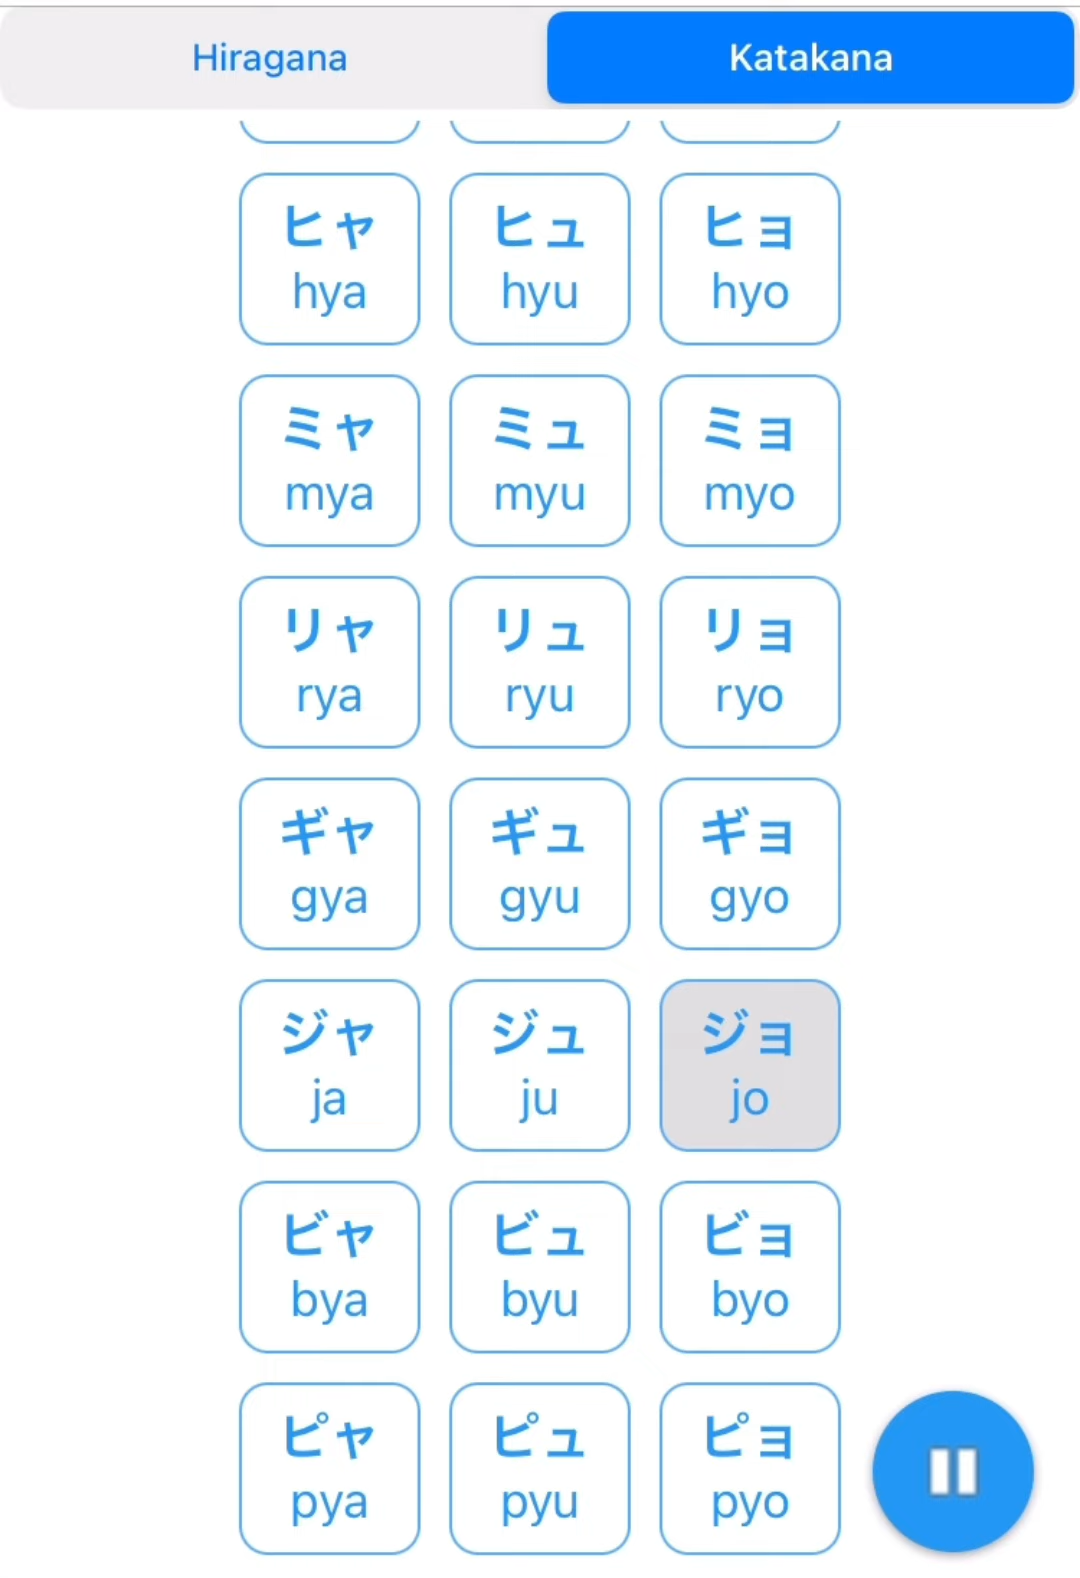 Hiragana Katakana
ヒャ ヒュ ヒョ
hya hyu hyo
ミャ ミュ ミョ
mya myu myo
リャ リュ リョ
rya ryu ryo
ギャ ギュ ギョ
gya gyu gyo
ジャ ジュ ジョ
ja ju jo
ビャ ビュ ビョ
bya byu byo
ピャ ピュ ピョ
pya pyu pyo